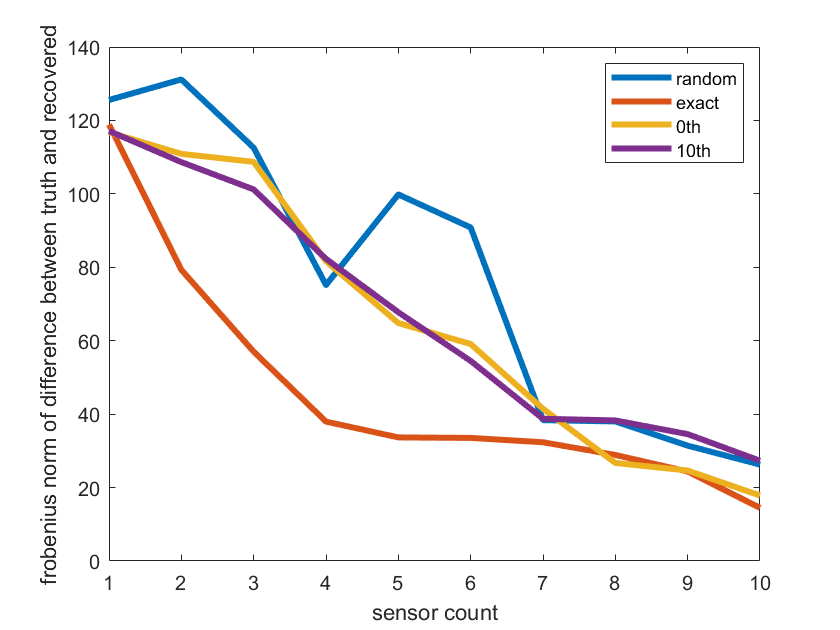 frobenius norm of difference between truth and recovered
140
120
100
80
60
40
20
0
random
exact
0th
10th
1 2 3 4 5 6 7 8 9 10
sensor count